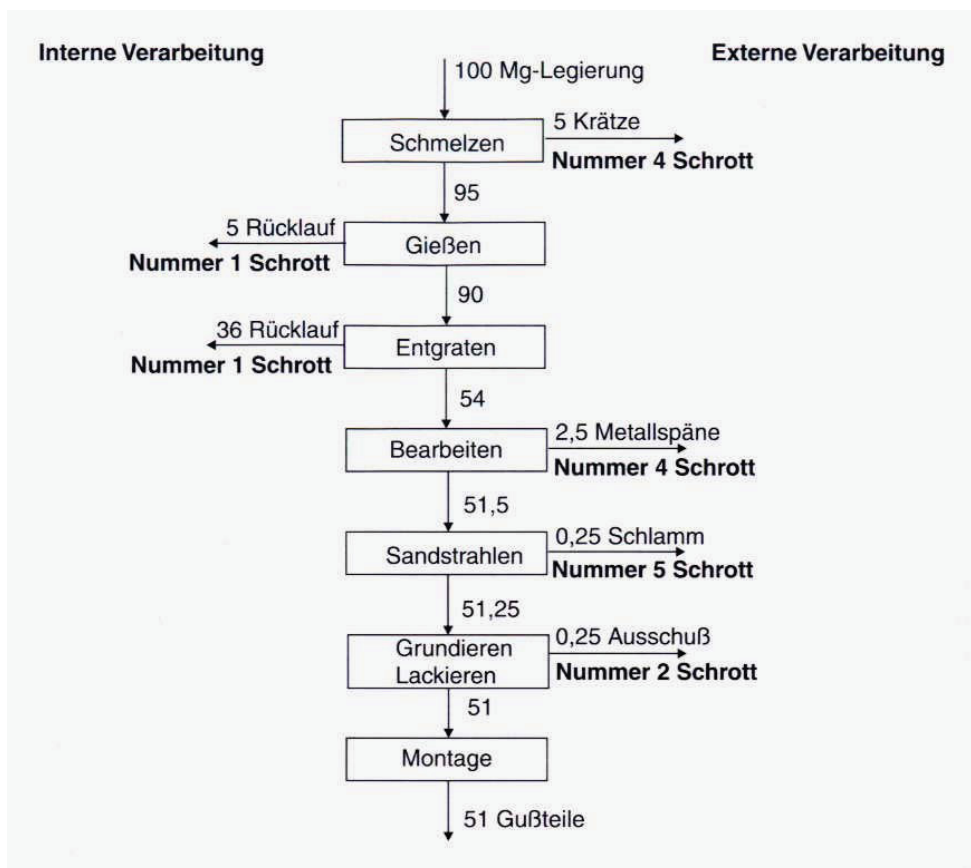 Interne Verarbeitung
Externe Verarbeitung
100 Mg-Legierung
Schmelzen
5 Krätze
Nummer 4 Schrott
95
5 Rücklauf
Nummer 1 Schrott
Gießen
90
36 Rücklauf
Nummer 1 Schrott
Entgraten
54
Bearbeiten
2,5 Metallspäne
Nummer 4 Schrott
51,5
Sandstrahlen
0,25 Schlamm
Nummer 5 Schrott
51,25
Grundieren
Lackieren
0,25 Ausschuß
Nummer 2 Schrott
51
Montage
51 Gußteile